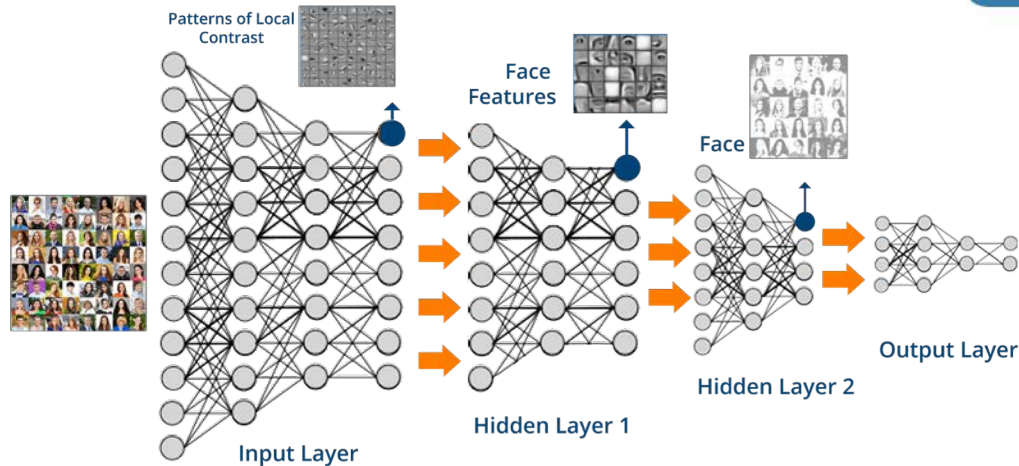 Patterns of Local
Contrast
Face
Features
Face
Input Layer
Hidden Layer 1
Hidden Layer 2
Output Layer